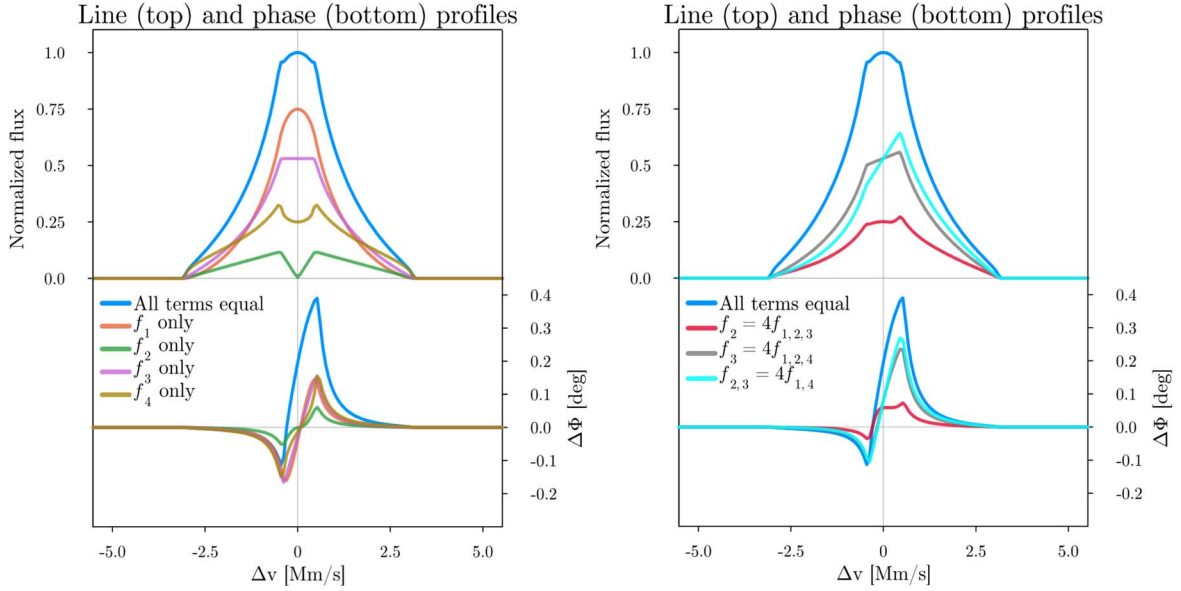 Line (top) and phase (bottom) profiles
1.0
0.75
0.5
0.25
0.0
Normalized flux
All terms equal
f1 only
f2 only
f3 only
f4 only
0.4
0.3
0.2
0.1
0.0
-0.1
-0.2
ΔΦ [deg]
-5.0 -2.5 0 2.5 5.0
Δv [Mm/s]
Line (top) and phase (bottom) profiles
1.0
0.75
0.5
0.25
0.0
Normalized flux
All terms equal
f2 = 4f1,2,3
f3 = 4f1,2,4
f2,3 = 4f1,4
0.4
0.3
0.2
0.1
0.0
-0.1
-0.2
ΔΦ [deg]
-5.0 -2.5 0 2.5 5.0
Δv [Mm/s]